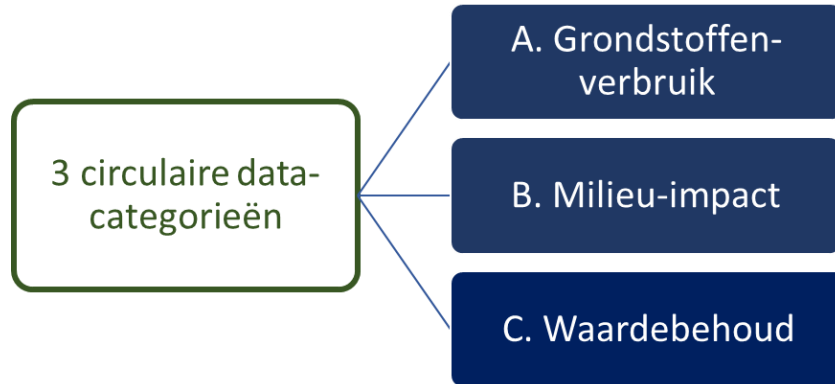 3 circulaire data-
categorieën
A. Grondstoffen-
verbruik
B. Milieu-impact
C. Waardebehoud